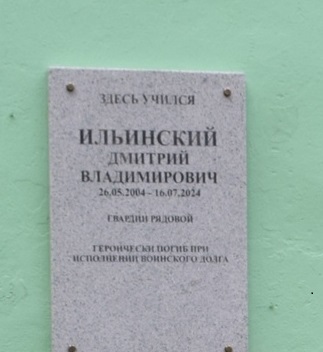 ЗДЕСЬ УЧИЛСЯ
ИЛЬИНСКИЙ
ДМИТРИЙ
ВЛАДИМИРОВИЧ
26.05.2004 – 16.07.2024
ГВАРДИИ РЯДОВОЙ
ГЕРОИЧЕСКИ ПОГИБ ПРИ
ИСПОЛНЕНИИ ВОИНСКОГО ДОЛГА